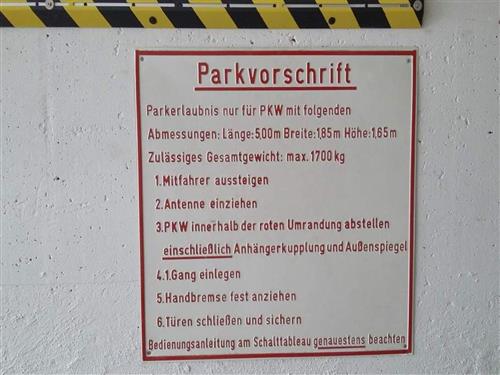 Parkvorschrift
Parkerlaubnis nur für PKW mit folgenden
Abmessungen: Länge:5,00m Breite:1,85m Höhe:1,65m
Zulässiges Gesamtgewicht: max. 1700 kg
1.Mitfahrer aussteigen
2.Antenne einziehen
3.PKW innerhalb der roten Umrandung abstellen
einschließlich Anhängerkupplung und Außenspiegel
4.1.Gang einlegen
5.Handbremse fest anziehen
6.Türen schließen und sichern
Bedienungsanleitung am Schalttableau genauestens beachten